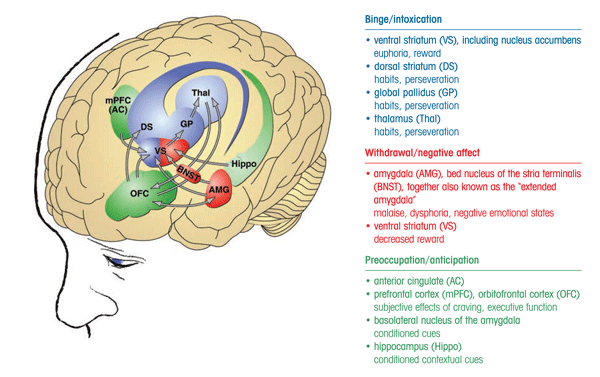 mPFC
(AC)
Thal
DS
GP
VS
Hippo
BNST
OFC
AMG
Binge/intoxication
• ventral striatum (VS), including nucleus accumbens
euphoria, reward
• dorsal striatum (DS)
habits, perseveration
• global pallidus (GP)
habits, perseveration
• thalamus (Thal)
habits, perseveration
Withdrawal/negative affect
• amygdala (AMG), bed nucleus of the stria terminalis
(BNST), together also known as the “extended
amygdala”
malaise, dysphoria, negative emotional states
• ventral striatum (VS)
decreased reward
Preoccupation/anticipation
• anterior cingulate (AC)
• prefrontal cortex (mPFC), orbitofrontal cortex (OFC)
subjective effects of craving, executive function
• basolateral nucleus of the amygdala
conditioned cues
• hippocampus (Hippo)
conditioned contextual cues